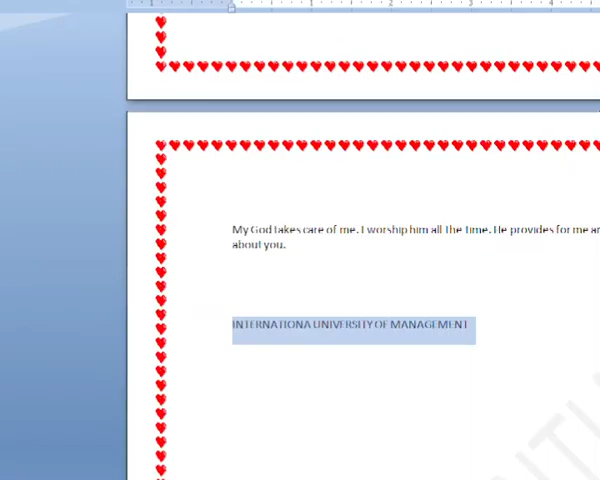 My God takes care of me. I worship him all the time. He provides for me
about you.
INTERNATIONA UNIVERSITY OF MANAGEMENT